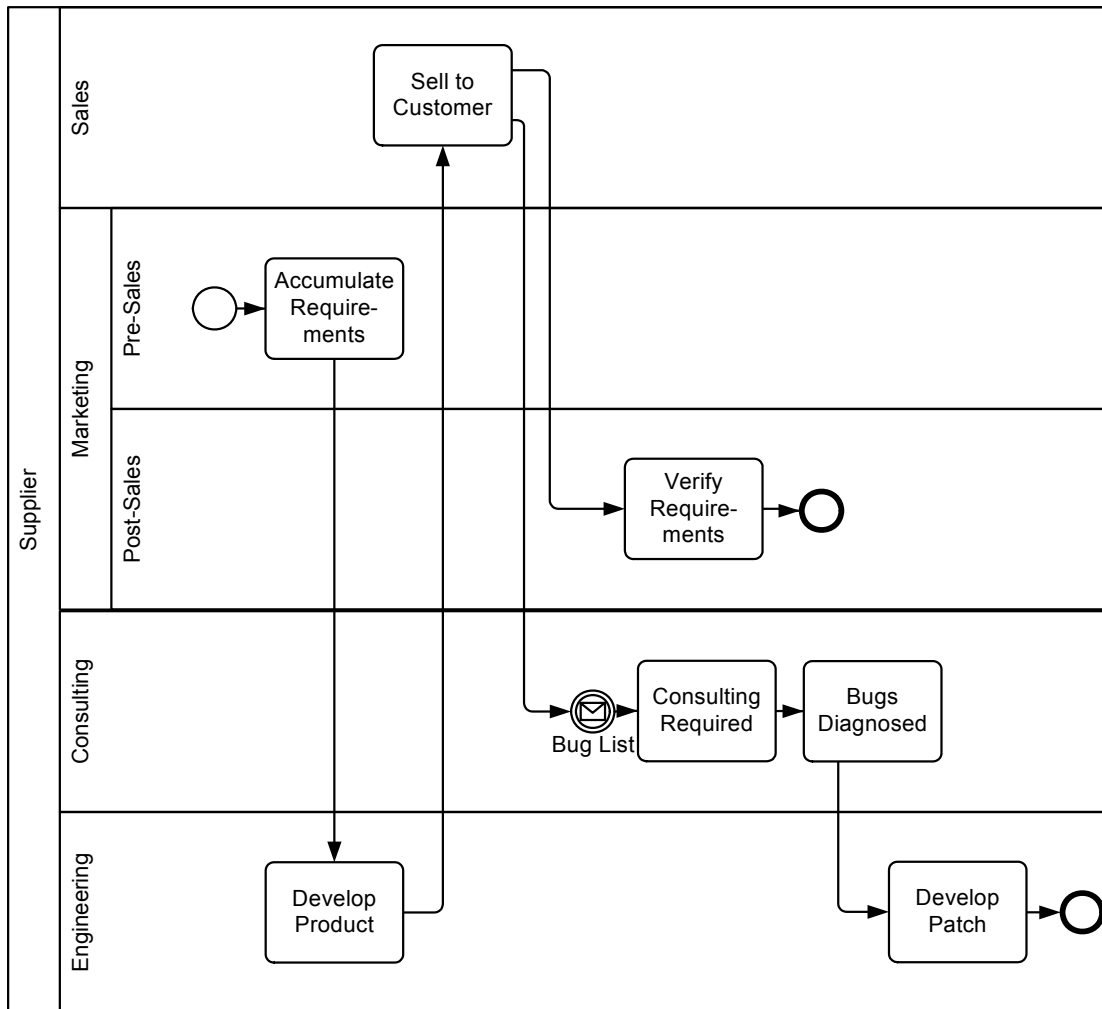 Supplier
Sales
Sell to
Customer
Marketing
Pre-Sales
Accumulate
Require-
ments
Post-Sales
Verify
Require-
ments
Consulting
Bug List
Consulting
Required
Bugs
Diagnosed
Engineering
Develop
Product
Develop
Patch